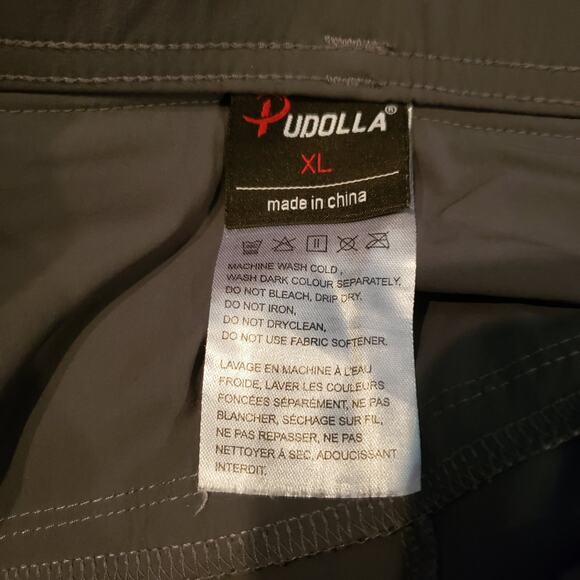 PUDOLLA®
XL
made in china
MACHINE WASH COLD,
WASH DARK COLOUR SEPARATELY.
DO NOT BLEACH, DRIP DRY.
DO NOT IRON,
DO NOT DRYCLEAN,
DO NOT USE FABRIC SOFTENER.
LAVAGE EN MACHINE À L'EAU
FROIDE, LAVER LES COULEURS
FONCÉES SÉPARÉMENT, NE PAS
BLANCHER, SÉCHAGE SUR FIL,
NE PAS REPASSER, NE PAS
NETTOYER À SEC, ADOUCISSANT
INTERDIT.